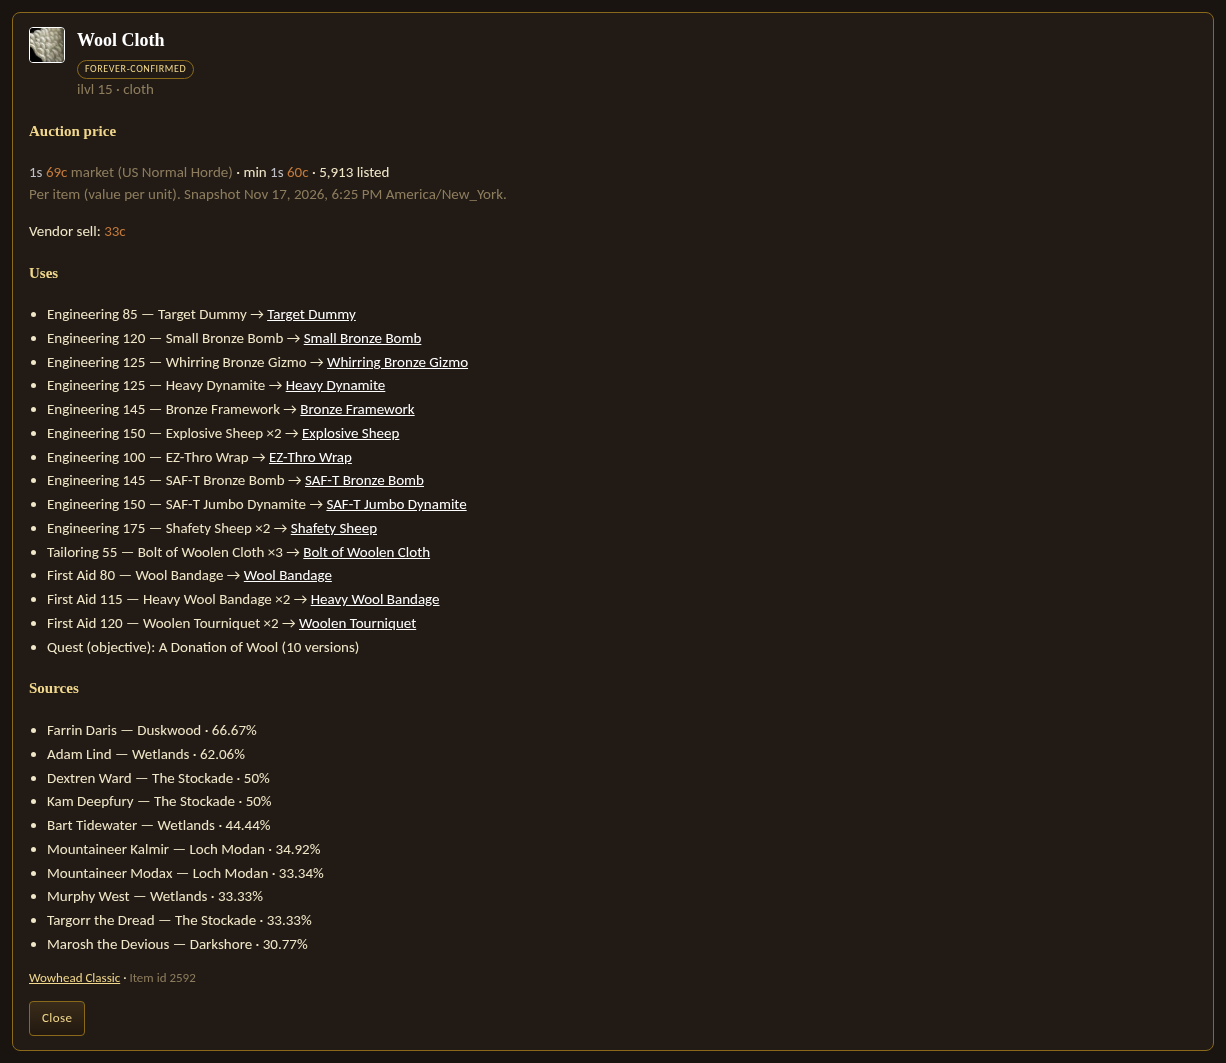 Wool Cloth
FOREVER-CONFIRMED
ilvl 15 · cloth
Auction price
1s 69c market (US Normal Horde) · min 1s 60c · 5,913 listed
Per item (value per unit). Snapshot Nov 17, 2026, 6:25 PM America/New_York.
Vendor sell: 33c
Uses
• Engineering 85 — Target Dummy → Target Dummy
• Engineering 120 — Small Bronze Bomb → Small Bronze Bomb
• Engineering 125 — Whirring Bronze Gizmo → Whirring Bronze Gizmo
• Engineering 125 — Heavy Dynamite → Heavy Dynamite
• Engineering 145 — Bronze Framework → Bronze Framework
• Engineering 150 — Explosive Sheep ×2 → Explosive Sheep
• Engineering 100 — EZ-Thro Wrap → EZ-Thro Wrap
• Engineering 145 — SAF-T Bronze Bomb → SAF-T Bronze Bomb
• Engineering 150 — SAF-T Jumbo Dynamite → SAF-T Jumbo Dynamite
• Engineering 175 — Shafety Sheep ×2 → Shafety Sheep
• Tailoring 55 — Bolt of Woolen Cloth ×3 → Bolt of Woolen Cloth
• First Aid 80 — Wool Bandage → Wool Bandage
• First Aid 115 — Heavy Wool Bandage ×2 → Heavy Wool Bandage
• First Aid 120 — Woolen Tourniquet ×2 → Woolen Tourniquet
• Quest (objective): A Donation of Wool (10 versions)
Sources
• Farrin Daris — Duskwood · 66.67%
• Adam Lind — Wetlands · 62.06%
• Dextren Ward — The Stockade · 50%
• Kam Deepfury — The Stockade · 50%
• Bart Tidewater — Wetlands · 44.44%
• Mountaineer Kalmir — Loch Modan · 34.92%
• Mountaineer Modax — Loch Modan · 33.34%
• Murphy West — Wetlands · 33.33%
• Targorr the Dread — The Stockade · 33.33%
• Marosh the Devious — Darkshore · 30.77%
Wowhead Classic · Item id 2592
Close